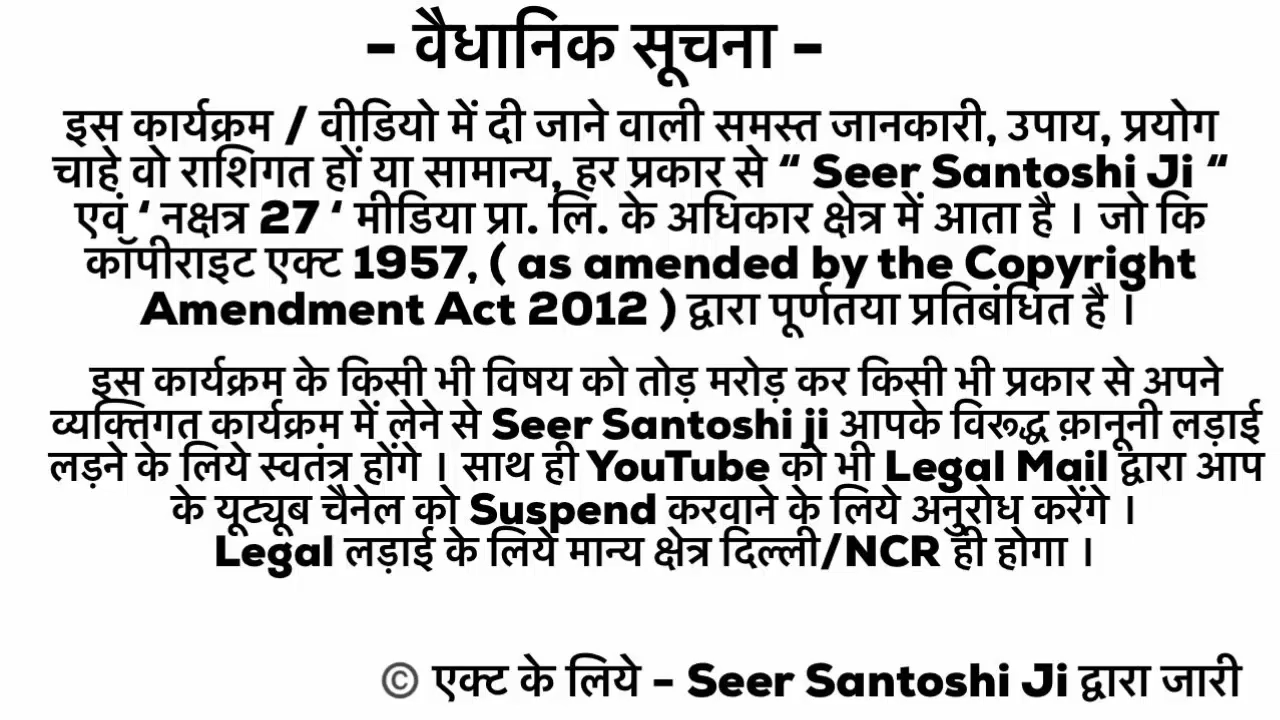 - वैधानिक सूचना -
इस कार्यक्रम / वीडियो में दी जाने वाली समस्त जानकारी, उपाय, प्रयोग
चाहे वो राशिगत हों या सामान्य, हर प्रकार से “ Seer Santoshi Ji “
एवं ‘ नक्षत्र 27 ‘ मीडिया प्रा. लि. के अधिकार क्षेत्र में आता है । जो कि
कॉपीराइट एक्ट 1957, ( as amended by the Copyright
Amendment Act 2012 ) द्वारा पूर्णतया प्रतिबंधित है ।
इस कार्यक्रम के किसी भी विषय को तोड़ मरोड़ कर किसी भी प्रकार से अपने
व्यक्तिगत कार्यक्रम में लेने से Seer Santoshi ji आपके विरूद्ध क़ानूनी लड़ाई
लड़ने के लिये स्वतंत्र होंगे । साथ ही YouTube को भी Legal Mail द्वारा आप
के यूट्यूब चैनेल को Suspend करवाने के लिये अनुरोध करेंगे ।
Legal लड़ाई के लिये मान्य क्षेत्र दिल्ली/NCR ही होगा ।
© एक्ट के लिये - Seer Santoshi Ji द्वारा जारी